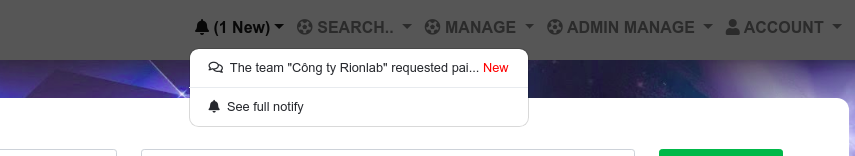 (1 New) SEARCH.. MANAGE ADMIN MANAGE ACCOUNT
The team "Công ty Rionlab" requested pai... New
See full notify